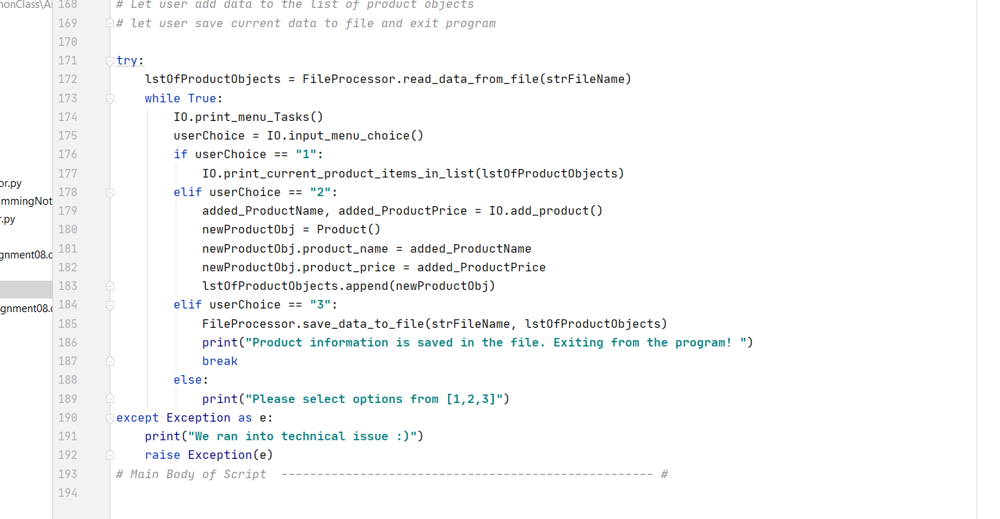 monClass\As
or.py
mmingNot
r.py
gnment08.
gnment08.
168 # Let user add data to the list of product objects
169 # let user save current data to file and exit program
170
171 try:
172     lstOfProductObjects = FileProcessor.read_data_from_file(strFileName)
173     while True:
174         IO.print_menu_Tasks()
175         userChoice = IO.input_menu_choice()
176         if userChoice == "1":
177             IO.print_current_product_items_in_list(lstOfProductObjects)
178         elif userChoice == "2":
179             added_ProductName, added_ProductPrice = IO.add_product()
180             newProductObj = Product()
181             newProductObj.product_name = added_ProductName
182             newProductObj.product_price = added_ProductPrice
183             lstOfProductObjects.append(newProductObj)
184         elif userChoice == "3":
185             FileProcessor.save_data_to_file(strFileName, lstOfProductObjects)
186             print("Product information is saved in the file. Exiting from the program! ")
187             break
188         else:
189             print("Please select options from [1,2,3]")
190 except Exception as e:
191     print("We ran into technical issue :)")
192     raise Exception(e)
193 # Main Body of Script  ---------------------------------------------------- #
194